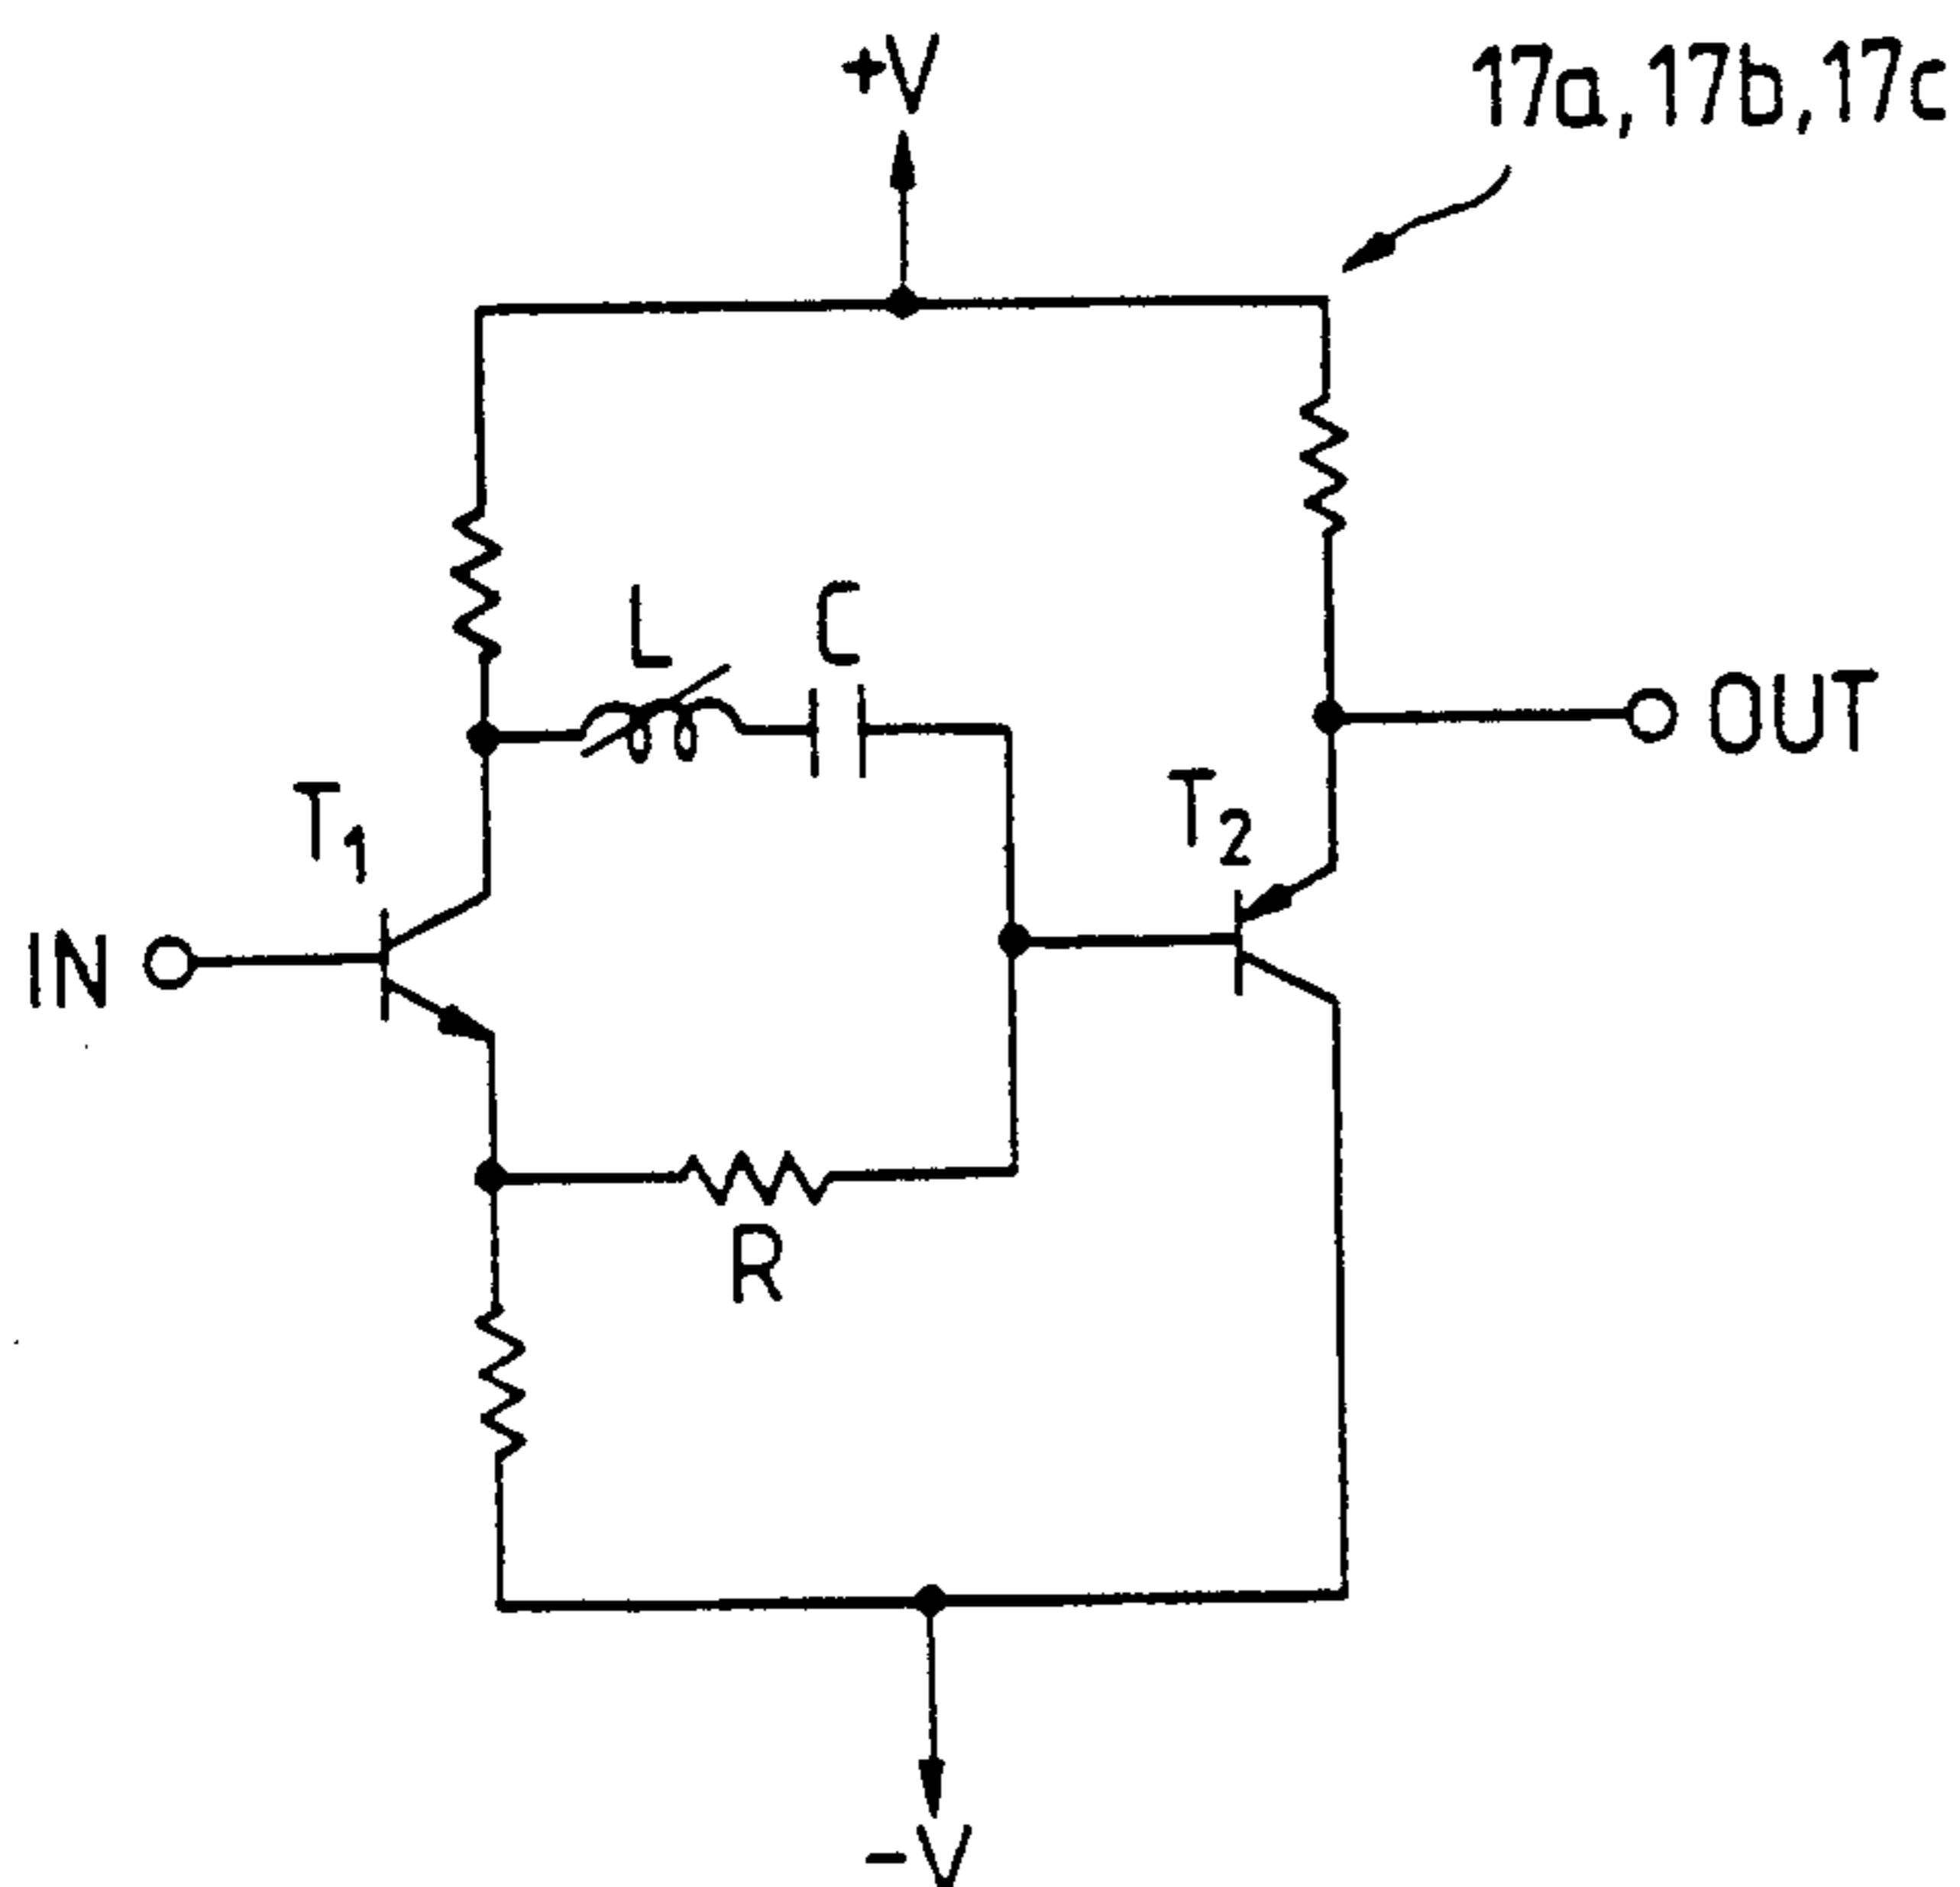 +V
17a, 17b, 17c
L
C
OUT
T1
T2
IN
R
-V